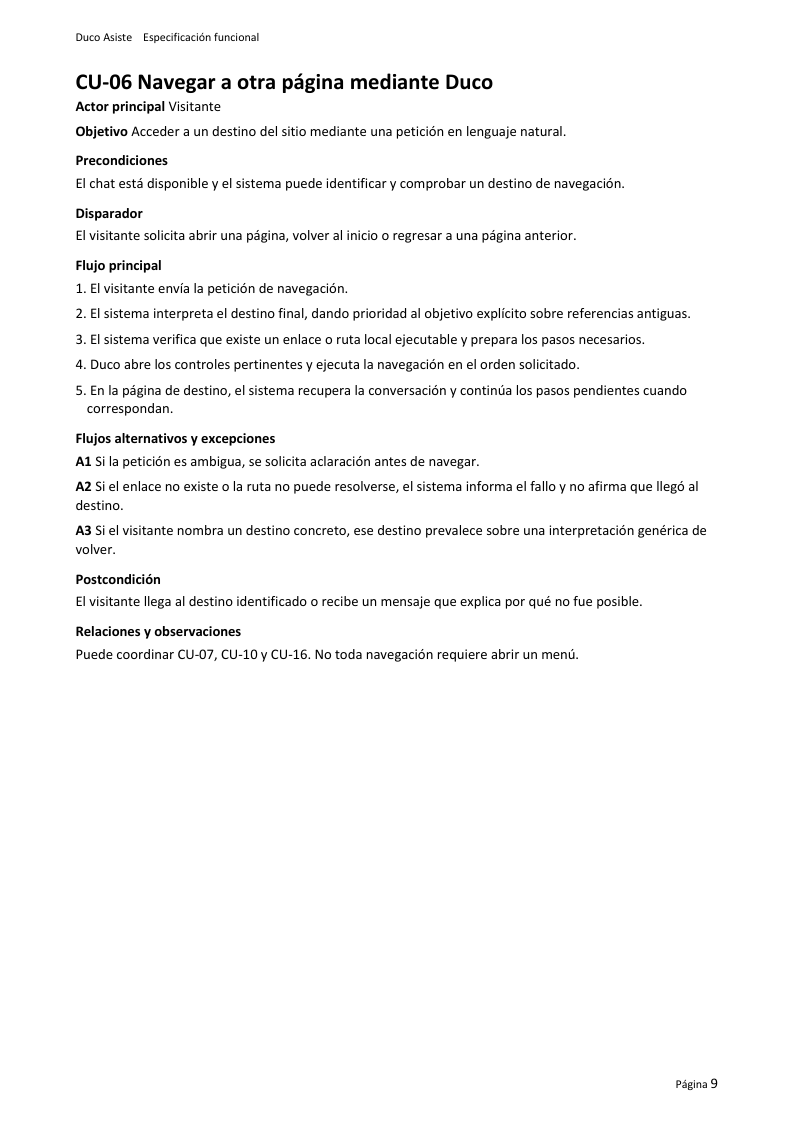 Duco Asiste   Especificación funcional
CU-06 Navegar a otra página mediante Duco
Actor principal Visitante
Objetivo Acceder a un destino del sitio mediante una petición en lenguaje natural.
Precondiciones
El chat está disponible y el sistema puede identificar y comprobar un destino de navegación.
Disparador
El visitante solicita abrir una página, volver al inicio o regresar a una página anterior.
Flujo principal
1. El visitante envía la petición de navegación.
2. El sistema interpreta el destino final, dando prioridad al objetivo explícito sobre referencias antiguas.
3. El sistema verifica que existe un enlace o ruta local ejecutable y prepara los pasos necesarios.
4. Duco abre los controles pertinentes y ejecuta la navegación en el orden solicitado.
5. En la página de destino, el sistema recupera la conversación y continúa los pasos pendientes cuando
correspondan.
Flujos alternativos y excepciones
A1 Si la petición es ambigua, se solicita aclaración antes de navegar.
A2 Si el enlace no existe o la ruta no puede resolverse, el sistema informa el fallo y no afirma que llegó al
destino.
A3 Si el visitante nombra un destino concreto, ese destino prevalece sobre una interpretación genérica de
volver.
Postcondición
El visitante llega al destino identificado o recibe un mensaje que explica por qué no fue posible.
Relaciones y observaciones
Puede coordinar CU-07, CU-10 y CU-16. No toda navegación requiere abrir un menú.
Página 9